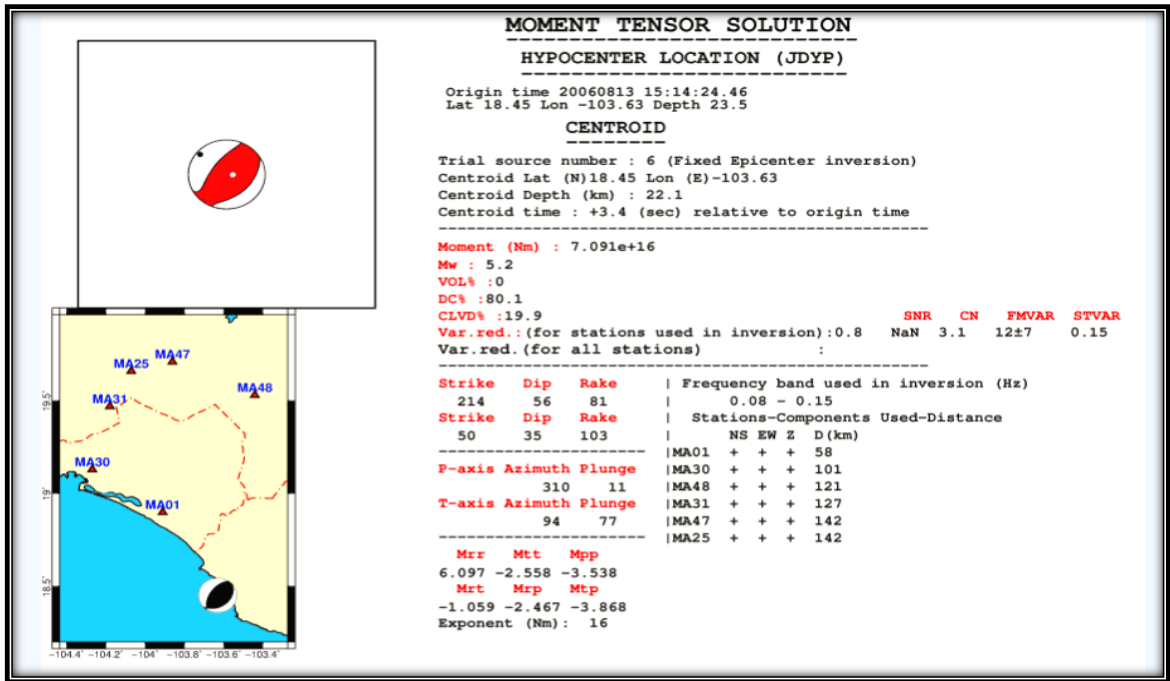 MOMENT TENSOR SOLUTION
HYPOCENTER LOCATION (JDYP)
Origin time 20060813 15:14:24.46
Lat 18.45 Lon -103.63 Depth 23.5
CENTROID
Trial source number : 6 (Fixed Epicenter inversion)
Centroid Lat (N)18.45 Lon (E)-103.63
Centroid Depth (km) : 22.1
Centroid time : +3.4 (sec) relative to origin time
Moment (Nm) : 7.091e+16
Mw : 5.2
VOL% :0
DC% :80.1
CLVD% :19.9 SNR CN FMVAR STVAR
Var.red.:(for stations used in inversion):0.8 NaN 3.1 12±7 0.15
Var.red.(for all stations) :
Strike Dip Rake | Frequency band used in inversion (Hz)
214 56 81 | 0.08 - 0.15
Strike Dip Rake | Stations-Components Used-Distance
50 35 103 | NS EW Z D(km)
|MA01 + + + 58
P-axis Azimuth Plunge |MA30 + + + 101
310 11 |MA48 + + + 121
T-axis Azimuth Plunge |MA31 + + + 127
94 77 |MA47 + + + 142
|MA25 + + + 142
Mrr Mtt Mpp
6.097 -2.558 -3.538
Mrt Mrp Mtp
-1.059 -2.467 -3.868
Exponent (Nm): 16
MA47
MA25
MA48
MA31
MA30
MA01
19.5°
19°
18.5°
-104.4° -104.2° -104° -103.8° -103.6° -103.4°